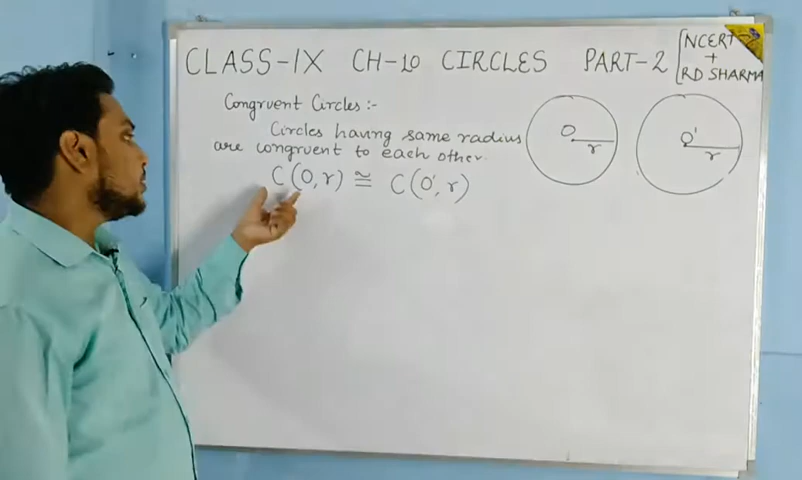 CLASS-IX CH-10 CIRCLES PART-2 [NCERT
+
RD SHARMA
Congruent Circles :-
Circles having same radius
are congruent to each other.
C(O, r) ≅ C(O', r)
O
r
O'
r